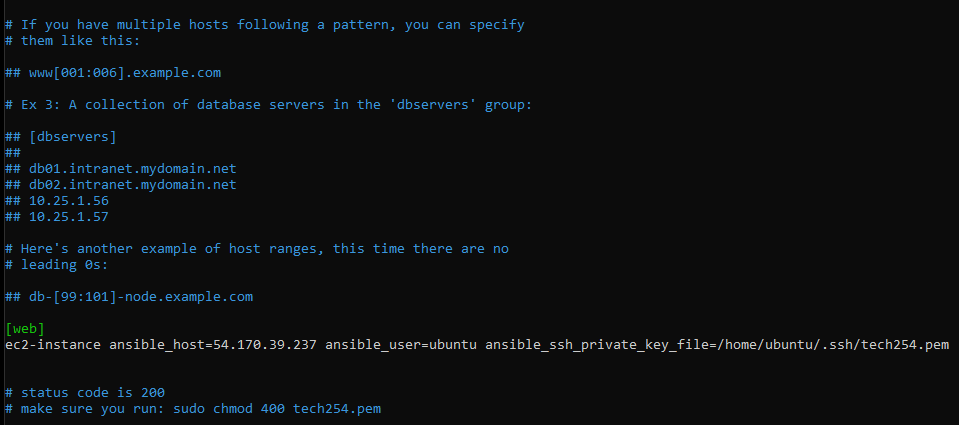 # If you have multiple hosts following a pattern, you can specify
# them like this:
## www[001:006].example.com
# Ex 3: A collection of database servers in the 'dbservers' group:
## [dbservers]
##
## db01.intranet.mydomain.net
## db02.intranet.mydomain.net
## 10.25.1.56
## 10.25.1.57
# Here's another example of host ranges, this time there are no
# leading 0s:
## db-[99:101]-node.example.com
[web]
ec2-instance ansible_host=54.170.39.237 ansible_user=ubuntu ansible_ssh_private_key_file=/home/ubuntu/.ssh/tech254.pem
# status code is 200
# make sure you run: sudo chmod 400 tech254.pem